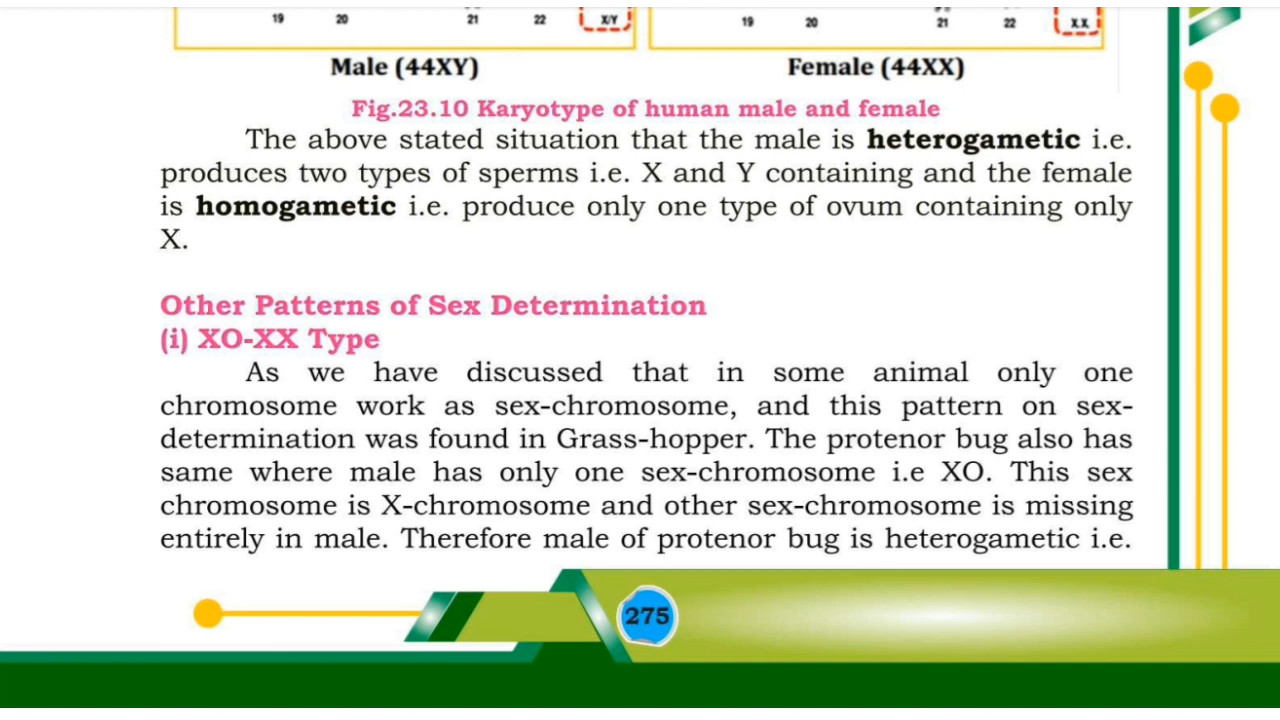 19 20 21 22 X/Y 19 20 21 22 X X
Male (44XY) Female (44XX)
Fig.23.10 Karyotype of human male and female
The above stated situation that the male is heterogametic i.e.
produces two types of sperms i.e. X and Y containing and the female
is homogametic i.e. produce only one type of ovum containing only
X.
Other Patterns of Sex Determination
(i) XO-XX Type
As we have discussed that in some animal only one
chromosome work as sex-chromosome, and this pattern on sex-
determination was found in Grass-hopper. The protenor bug also has
same where male has only one sex-chromosome i.e XO. This sex
chromosome is X-chromosome and other sex-chromosome is missing
entirely in male. Therefore male of protenor bug is heterogametic i.e.
275